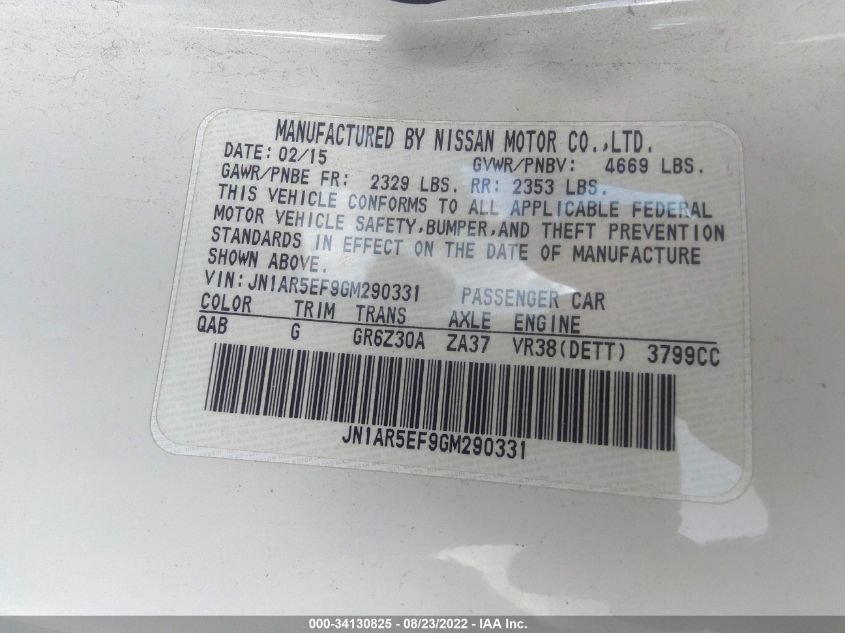 MANUFACTURED BY NISSAN MOTOR CO.,LTD.
DATE: 02/15 GVWR/PNBV: 4669 LBS.
GAWR/PNBE FR: 2329 LBS. RR: 2353 LBS.
THIS VEHICLE CONFORMS TO ALL APPLICABLE FEDERAL
MOTOR VEHICLE SAFETY,BUMPER,AND THEFT PREVENTION
STANDARDS IN EFFECT ON THE DATE OF MANUFACTURE
SHOWN ABOVE.
VIN: JN1AR5EF9GM290331 PASSENGER CAR
COLOR TRIM TRANS AXLE ENGINE
QAB G GR6Z30A ZA37 VR38(DETT) 3799CC
JN1AR5EF9GM290331
000-34130825 - 08/23/2022 - IAA Inc.